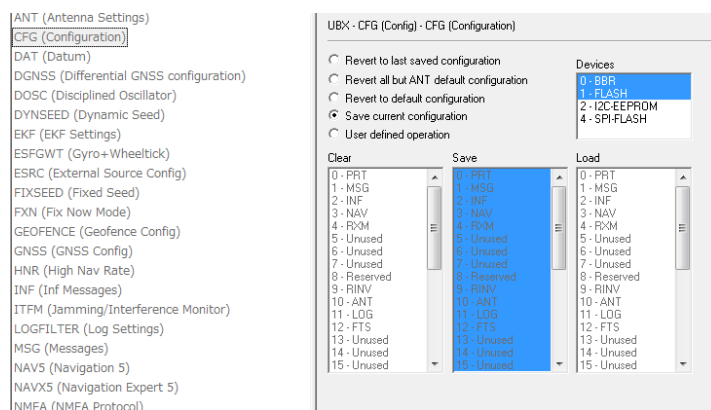 ANT (Antenna Settings)
CFG (Configuration)
DAT (Datum)
DGNSS (Differential GNSS configuration)
DOSC (Disciplined Oscillator)
DYNSEED (Dynamic Seed)
EKF (EKF Settings)
ESFGWT (Gyro+Wheeltick)
ESRC (External Source Config)
FIXSEED (Fixed Seed)
FXN (Fix Now Mode)
GEOFENCE (Geofence Config)
GNSS (GNSS Config)
HNR (High Nav Rate)
INF (Inf Messages)
ITFM (Jamming/Interference Monitor)
LOGFILTER (Log Settings)
MSG (Messages)
NAV5 (Navigation 5)
NAVX5 (Navigation Expert 5)
NMEA (NMEA Protocol)
UBX - CFG (Config) - CFG (Configuration)
Revert to last saved configuration
Revert all but ANT default configuration
Revert to default configuration
Save current configuration
User defined operation
Devices
0 - BBR
1 - FLASH
2 - I2C-EEPROM
4 - SPI-FLASH
Clear
0 - PRT
1 - MSG
2 - INF
3 - NAV
4 - RXM
5 - Unused
6 - Unused
7 - Unused
8 - Reserved
9 - RINV
10 - ANT
11 - LOG
12 - FTS
13 - Unused
14 - Unused
15 - Unused
Save
0 - PRT
1 - MSG
2 - INF
3 - NAV
4 - RXM
5 - Unused
6 - Unused
7 - Unused
8 - Reserved
9 - RINV
10 - ANT
11 - LOG
12 - FTS
13 - Unused
14 - Unused
15 - Unused
Load
0 - PRT
1 - MSG
2 - INF
3 - NAV
4 - RXM
5 - Unused
6 - Unused
7 - Unused
8 - Reserved
9 - RINV
10 - ANT
11 - LOG
12 - FTS
13 - Unused
14 - Unused
15 - Unused